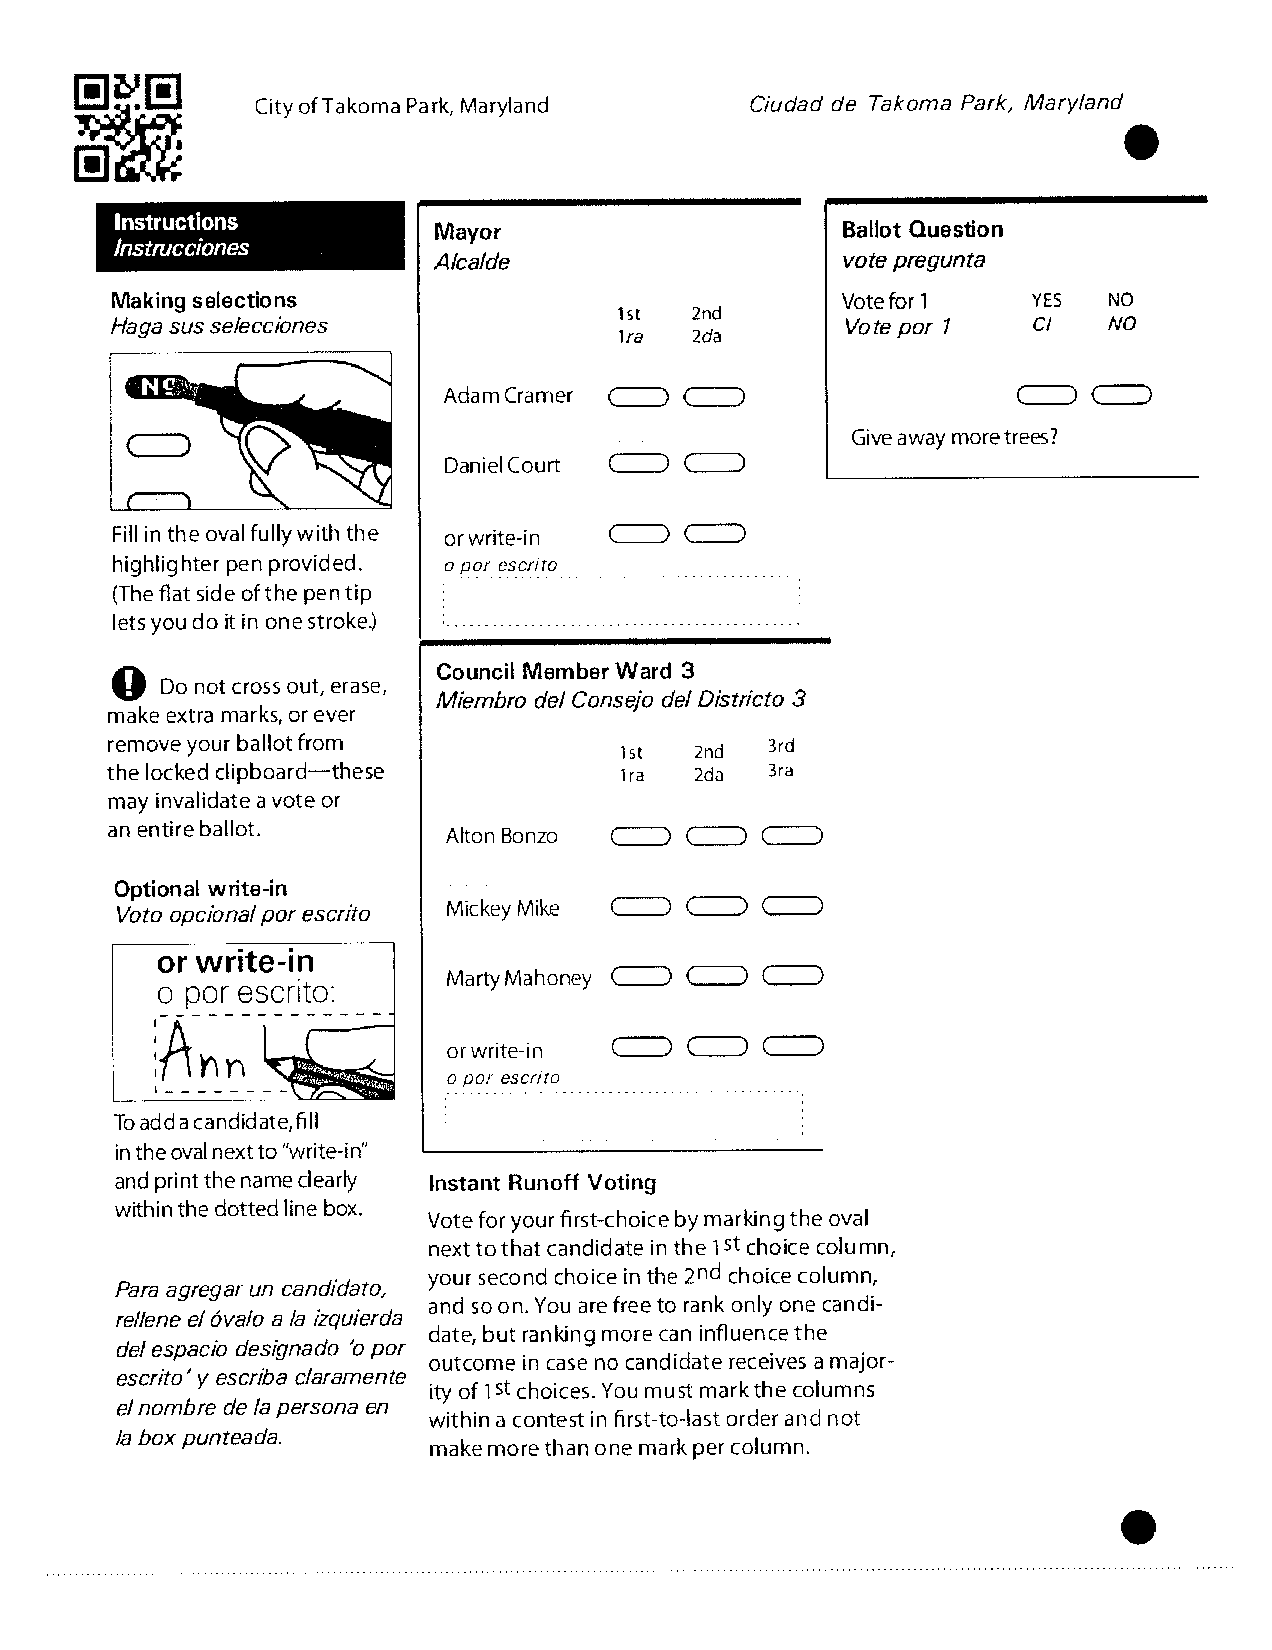 City of Takoma Park, Maryland
Ciudad de Takoma Park, Maryland
Instructions
Instrucciones
Making selections
Haga sus selecciones
No
Fill in the oval fully with the
highlighter pen provided.
(The flat side of the pen tip
lets you do it in one stroke.)
! Do not cross out, erase,
make extra marks, or ever
remove your ballot from
the locked clipboard—these
may invalidate a vote or
an entire ballot.
Optional write-in
Voto opcional por escrito
or write-in
o por escrito:
Ann L
To add a candidate, fill
in the oval next to "write-in"
and print the name clearly
within the dotted line box.
Para agregar un candidato,
rellene el óvalo a la izquierda
del espacio designado 'o por
escrito' y escriba claramente
el nombre de la persona en
la box punteada.
Mayor
Alcalde
1st 2nd
1ra 2da
Adam Cramer
Daniel Court
or write-in
o por escrito
Council Member Ward 3
Miembro del Consejo del Districto 3
1st 2nd 3rd
1ra 2da 3ra
Alton Bonzo
Mickey Mike
Marty Mahoney
or write-in
o por escrito
Instant Runoff Voting
Vote for your first-choice by marking the oval
next to that candidate in the 1st choice column,
your second choice in the 2nd choice column,
and so on. You are free to rank only one candi-
date, but ranking more can influence the
outcome in case no candidate receives a major-
ity of 1st choices. You must mark the columns
within a contest in first-to-last order and not
make more than one mark per column.
Ballot Question
vote pregunta
Vote for 1 YES NO
Vote por 1 CI NO
Give away more trees?